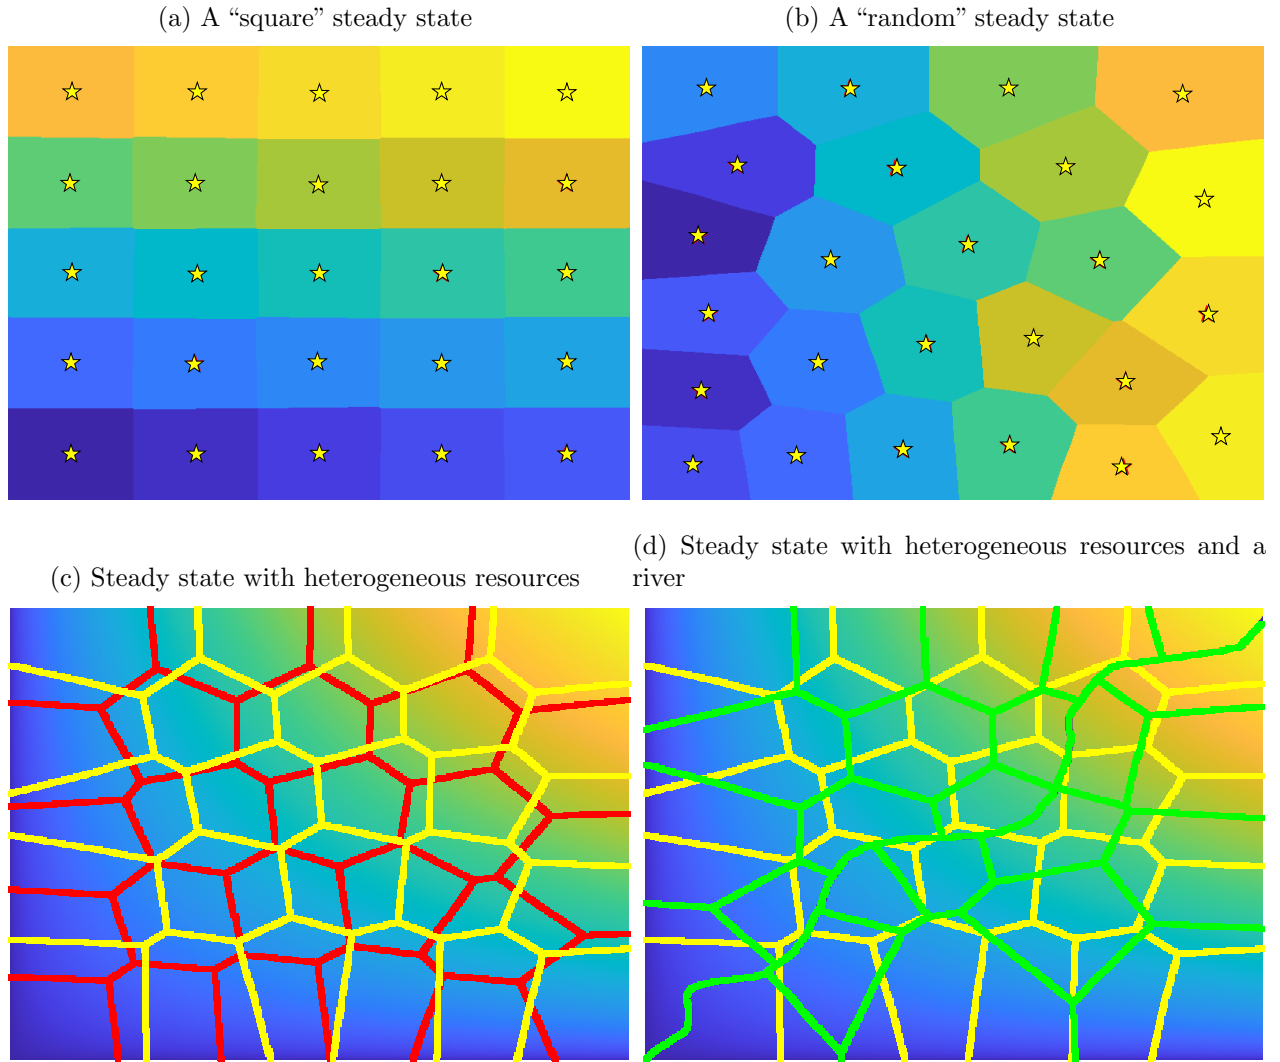 (a) A “square” steady state
(b) A “random” steady state
(c) Steady state with heterogeneous resources
(d) Steady state with heterogeneous resources and a
river